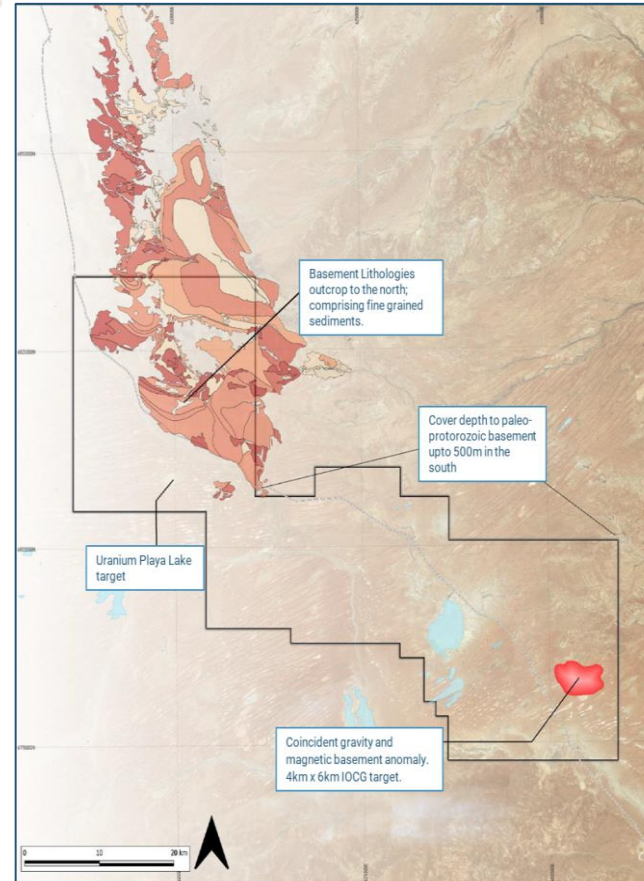 Basement Lithologies
outcrop to the north;
comprising fine grained
sediments.
Cover depth to paleo-
protorozoic basement
upto 500m in the
south
Uranium Playa Lake
target
Coincident gravity and
magnetic basement anomaly.
4km x 6km IOCG target.
0 10 20 km